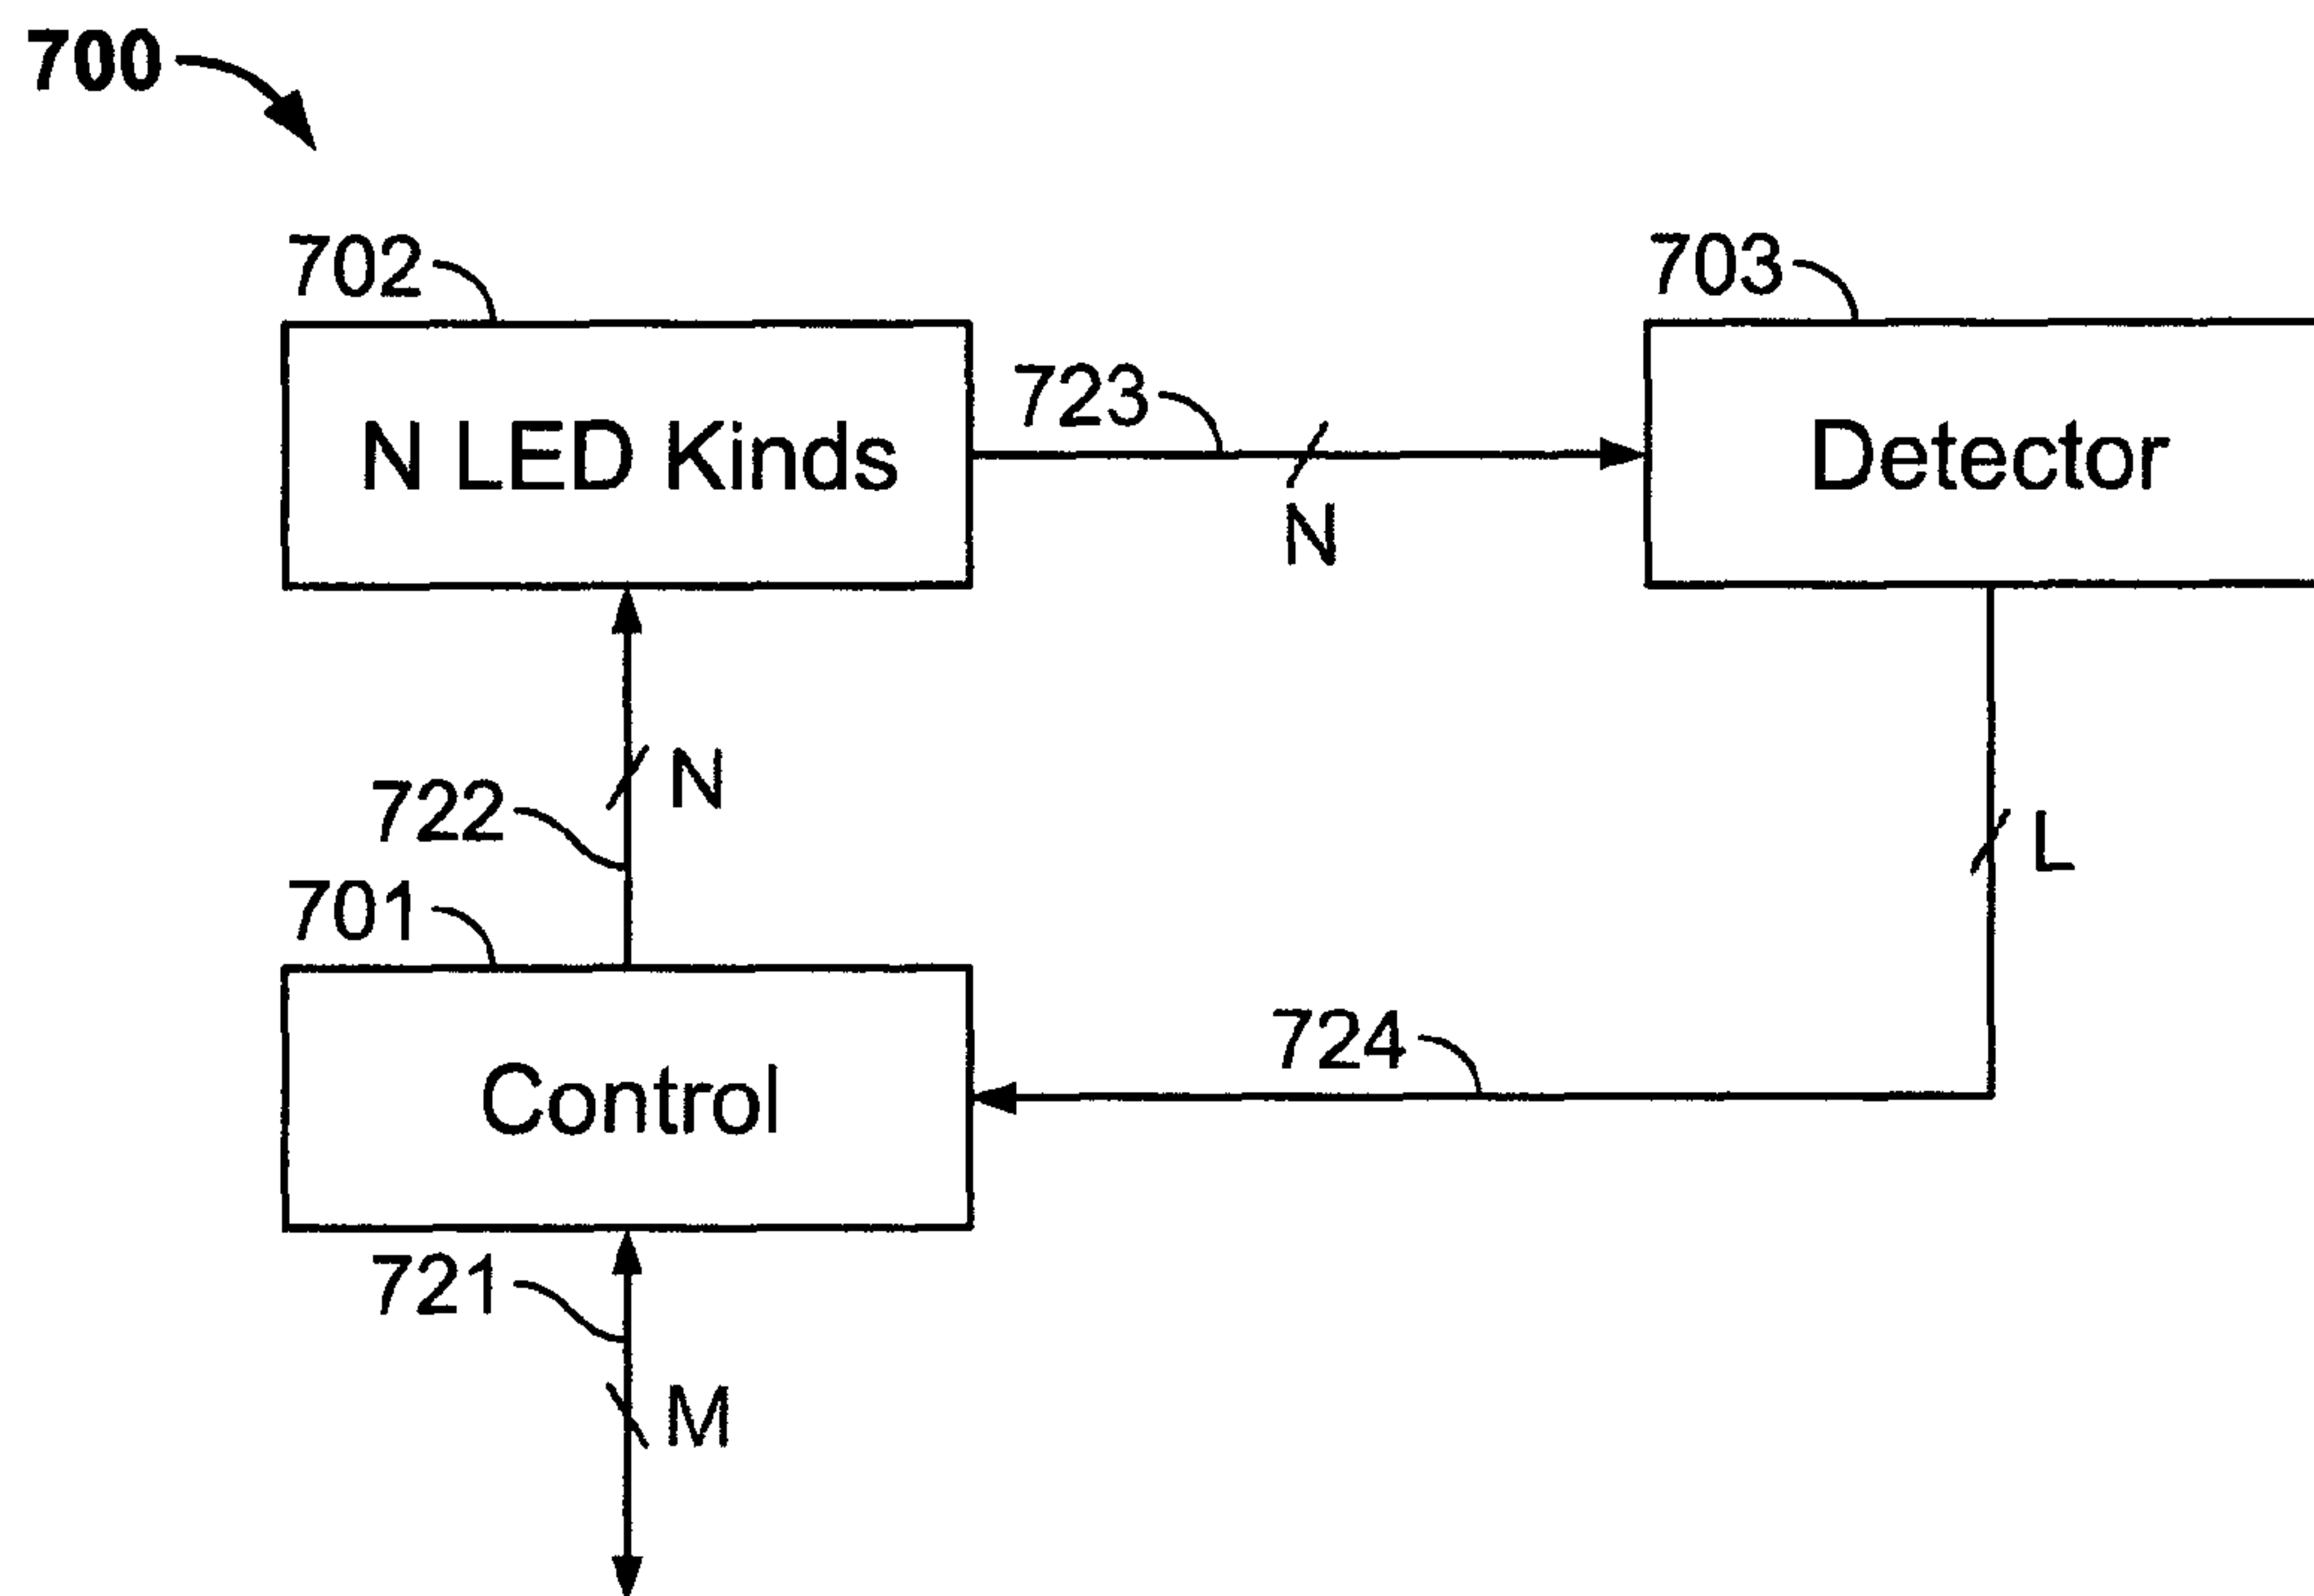 700
702
703
723
N LED Kinds
Detector
N
N
722
L
701
724
Control
721
M